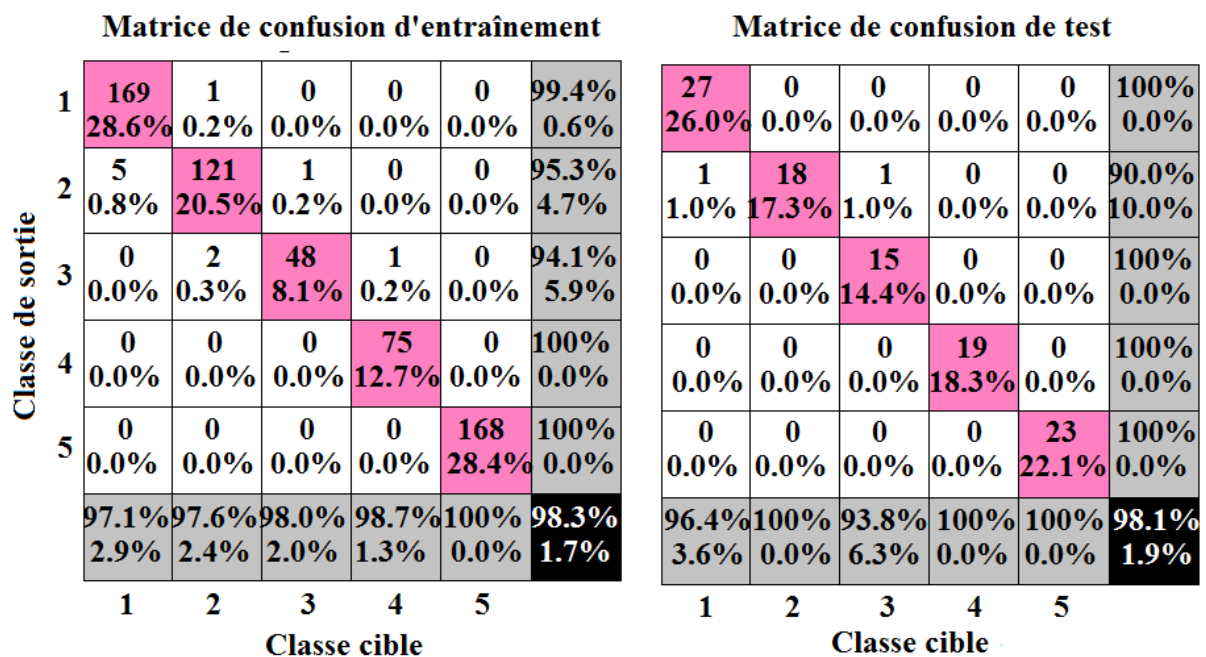 Matrice de confusion d'entraînement
1 169 1 0 0 0 99.4%
28.6% 0.2% 0.0% 0.0% 0.0% 0.6%
2 5 121 1 0 0 95.3%
0.8% 20.5% 0.2% 0.0% 0.0% 4.7%
3 0 2 48 1 0 94.1%
0.0% 0.3% 8.1% 0.2% 0.0% 5.9%
4 0 0 0 75 0 100%
0.0% 0.0% 0.0% 12.7% 0.0% 0.0%
5 0 0 0 0 168 100%
0.0% 0.0% 0.0% 0.0% 28.4% 0.0%
97.1% 97.6% 98.0% 98.7% 100% 98.3%
2.9% 2.4% 2.0% 1.3% 0.0% 1.7%
1 2 3 4 5
Classe cible
Classe de sortie
Matrice de confusion de test
27 0 0 0 0 100%
26.0% 0.0% 0.0% 0.0% 0.0% 0.0%
1 18 1 0 0 90.0%
1.0% 17.3% 1.0% 0.0% 0.0% 10.0%
0 0 15 0 0 100%
0.0% 0.0% 14.4% 0.0% 0.0% 0.0%
0 0 0 19 0 100%
0.0% 0.0% 0.0% 18.3% 0.0% 0.0%
0 0 0 0 23 100%
0.0% 0.0% 0.0% 0.0% 22.1% 0.0%
96.4% 100% 93.8% 100% 100% 98.1%
3.6% 0.0% 6.3% 0.0% 0.0% 1.9%
1 2 3 4 5
Classe cible